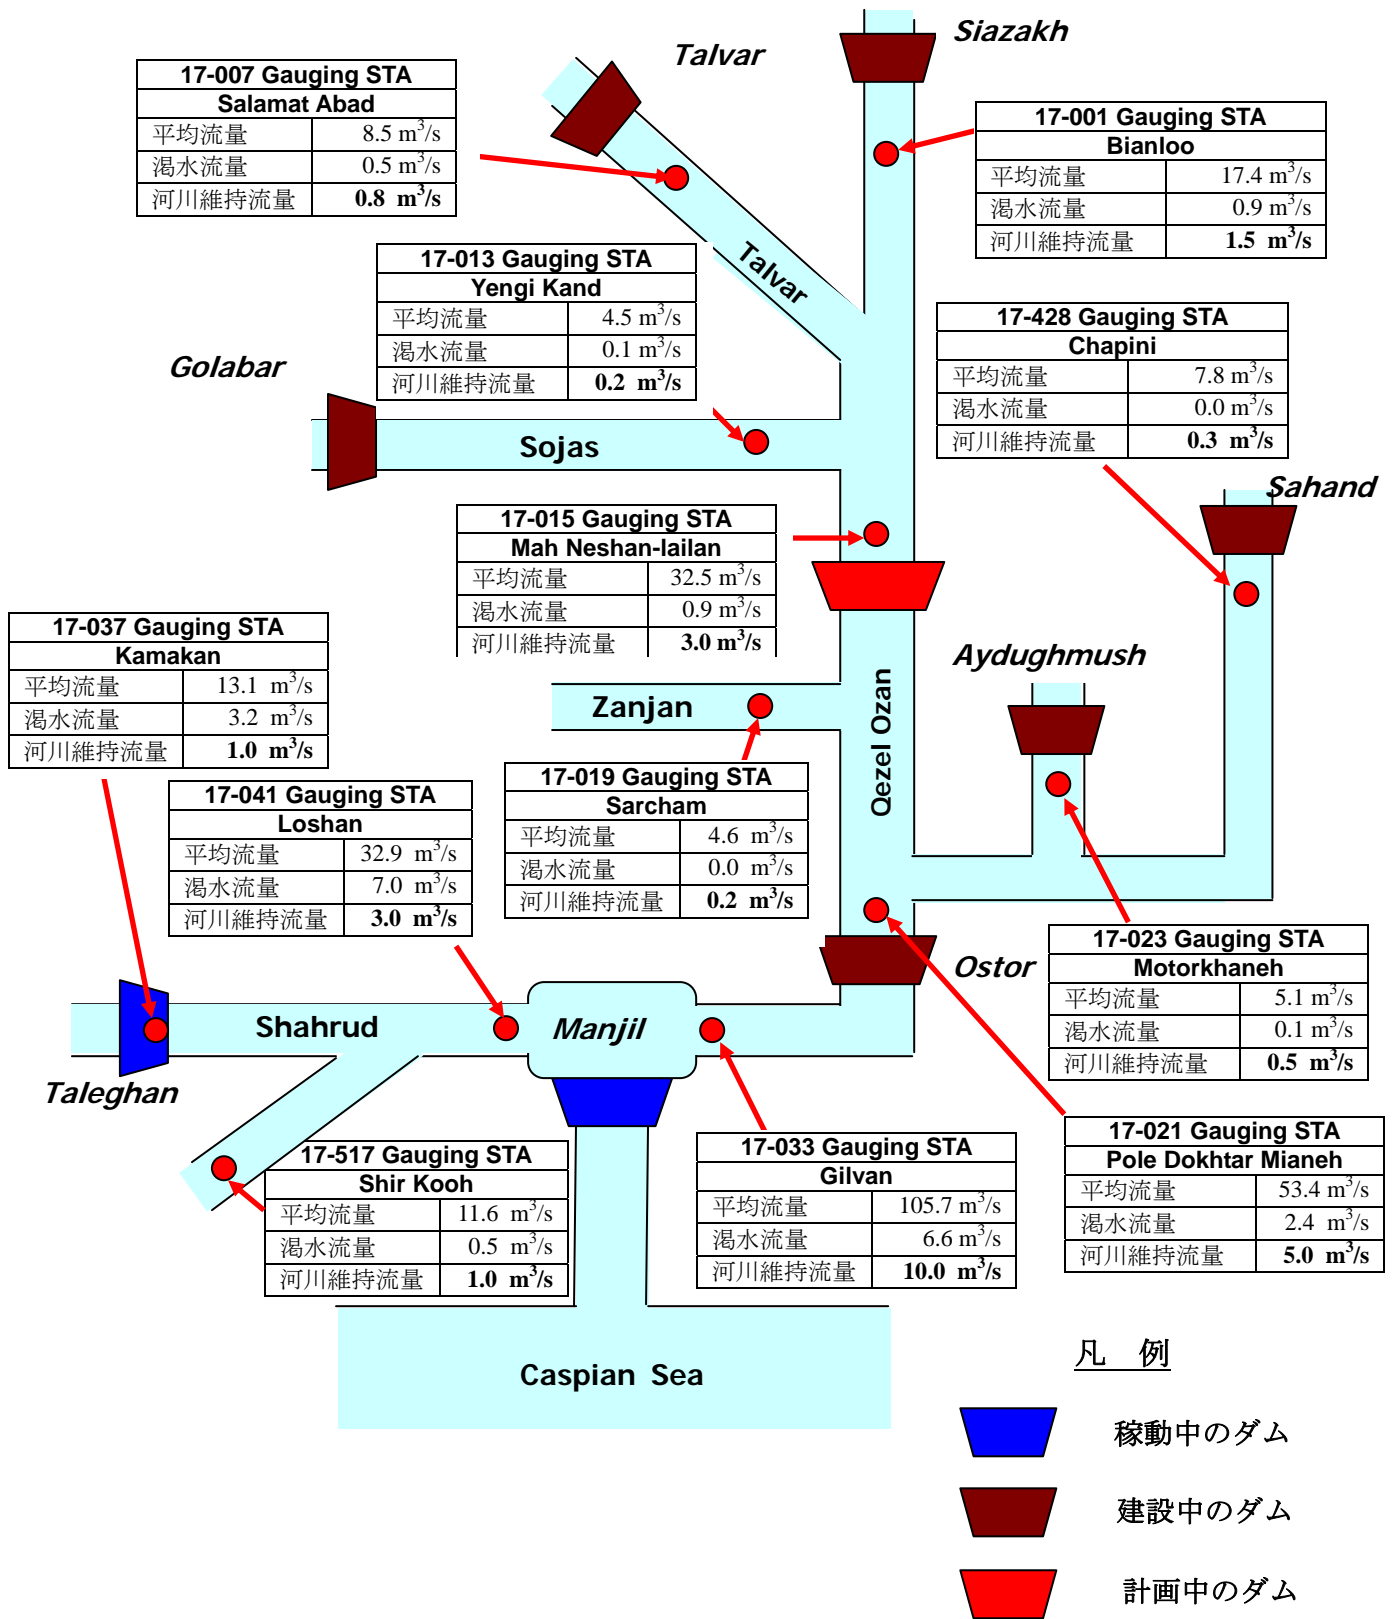 Siazakh
Talvar
17-007 Gauging STA
Salamat Abad
平均流量 8.5 m³/s
渇水流量 0.5 m³/s
河川維持流量 0.8 m³/s
17-001 Gauging STA
Bianloo
平均流量 17.4 m³/s
渇水流量 0.9 m³/s
河川維持流量 1.5 m³/s
Talvar
17-013 Gauging STA
Yengi Kand
平均流量 4.5 m³/s
渇水流量 0.1 m³/s
河川維持流量 0.2 m³/s
17-428 Gauging STA
Chapini
平均流量 7.8 m³/s
渇水流量 0.0 m³/s
河川維持流量 0.3 m³/s
Golabar
Sojas
Sahand
17-015 Gauging STA
Mah Neshan-lailan
平均流量 32.5 m³/s
渇水流量 0.9 m³/s
河川維持流量 3.0 m³/s
17-037 Gauging STA
Kamakan
平均流量 13.1 m³/s
渇水流量 3.2 m³/s
河川維持流量 1.0 m³/s
Aydughmush
Zanjan
Qezel Ozan
17-041 Gauging STA
Loshan
平均流量 32.9 m³/s
渇水流量 7.0 m³/s
河川維持流量 3.0 m³/s
17-019 Gauging STA
Sarcham
平均流量 4.6 m³/s
渇水流量 0.0 m³/s
河川維持流量 0.2 m³/s
Ostor
17-023 Gauging STA
Motorkhaneh
平均流量 5.1 m³/s
渇水流量 0.1 m³/s
河川維持流量 0.5 m³/s
Shahrud
Manjil
Taleghan
17-517 Gauging STA
Shir Kooh
平均流量 11.6 m³/s
渇水流量 0.5 m³/s
河川維持流量 1.0 m³/s
17-033 Gauging STA
Gilvan
平均流量 105.7 m³/s
渇水流量 6.6 m³/s
河川維持流量 10.0 m³/s
17-021 Gauging STA
Pole Dokhtar Mianeh
平均流量 53.4 m³/s
渇水流量 2.4 m³/s
河川維持流量 5.0 m³/s
Caspian Sea
凡 例
稼動中のダム
建設中のダム
計画中のダム